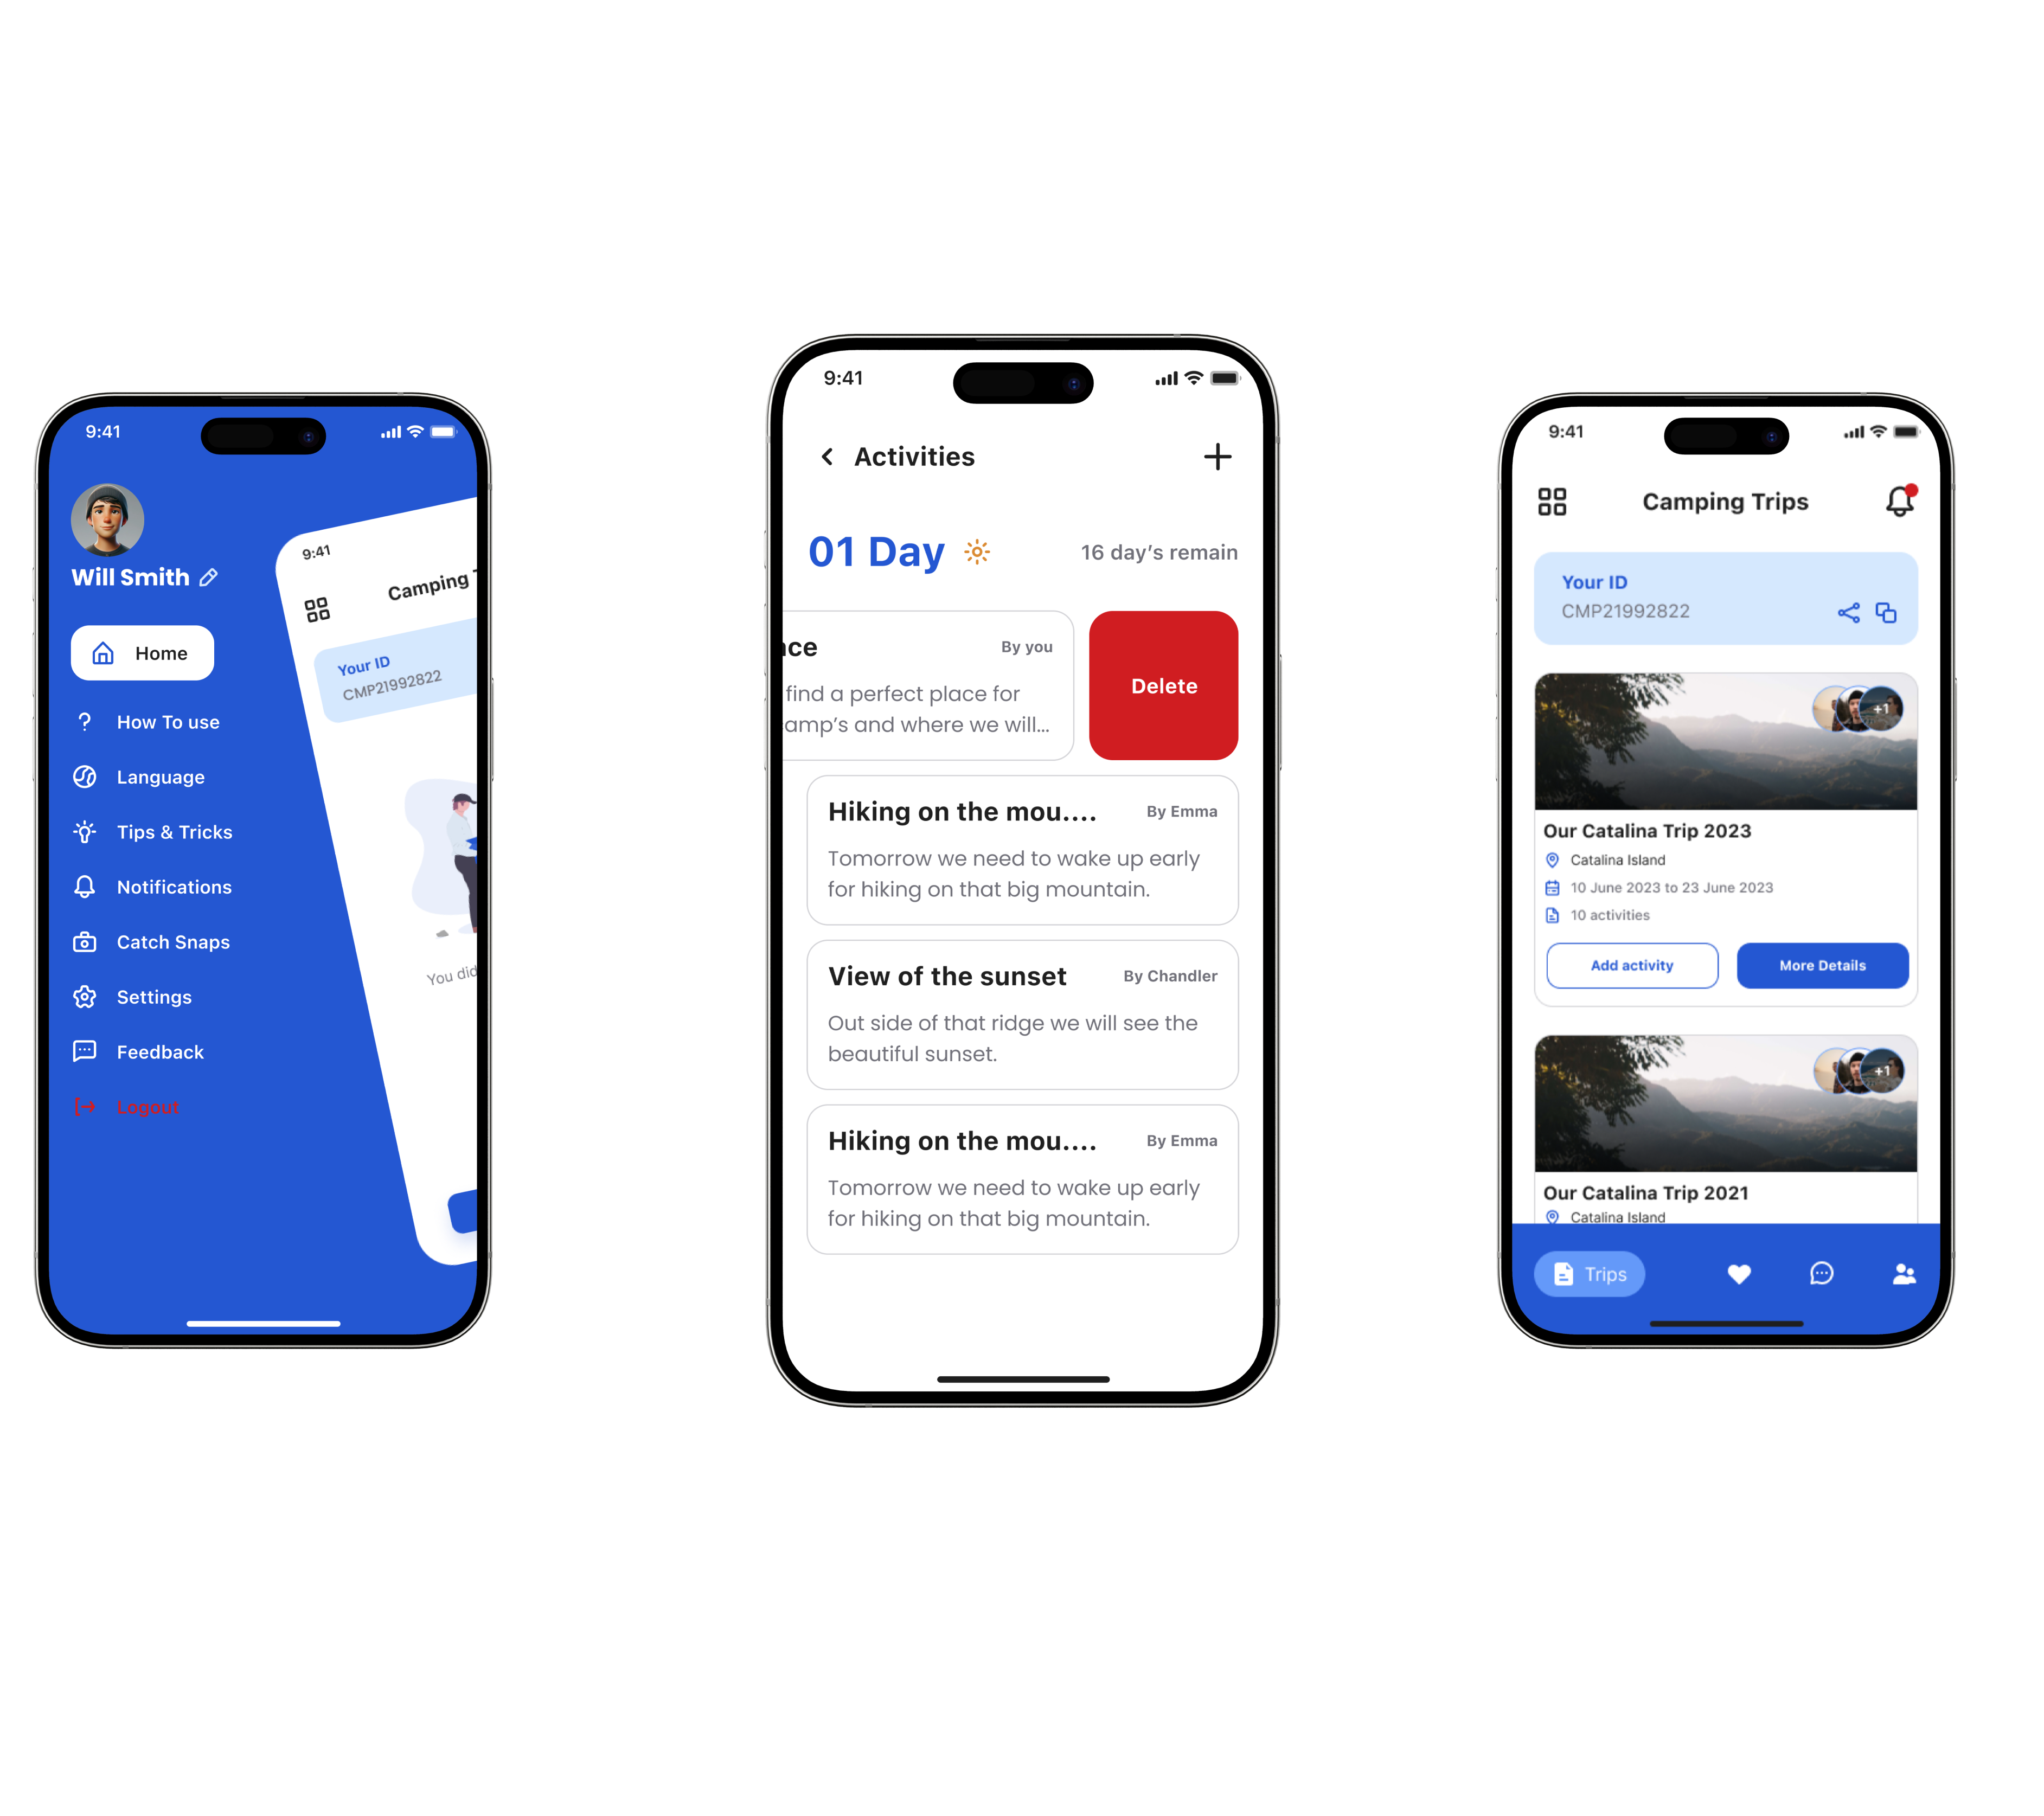 9:41
Will Smith
Home
How To use
Language
Tips & Tricks
Notifications
Catch Snaps
Settings
Feedback
Logout
9:41
Camping
Your ID
CMP21992822
You did
9:41
Activities
01 Day
16 day's remain
By you
find a perfect place for
and where we will...
Delete
Hiking on the mou....
By Emma
Tomorrow we need to wake up early
for hiking on that big mountain.
View of the sunset
By Chandler
Out side of that ridge we will see the
beautiful sunset.
Hiking on the mou....
By Emma
Tomorrow we need to wake up early
for hiking on that big mountain.
9:41
Camping Trips
Your ID
CMP21992822
+1
Our Catalina Trip 2023
Catalina Island
10 June 2023 to 23 June 2023
10 activities
Add activity
More Details
+1
Our Catalina Trip 2021
Catalina Island
Trips